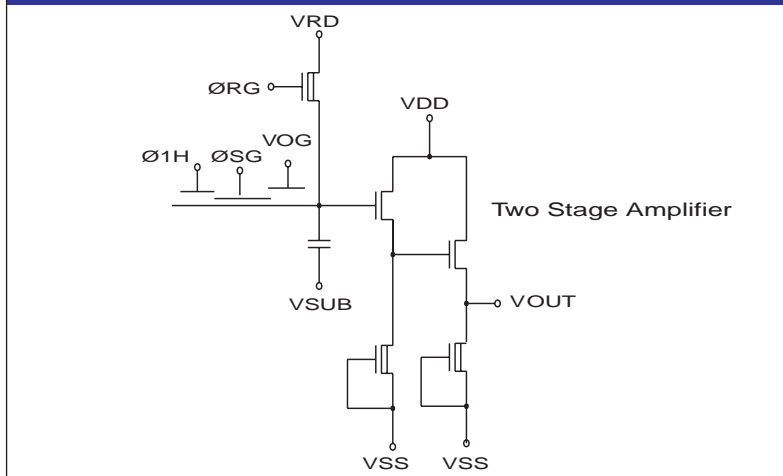 VRD
ØRG
VDD
VOG
Ø1H ØSG
Two Stage Amplifier
VSUB
VOUT
VSS VSS